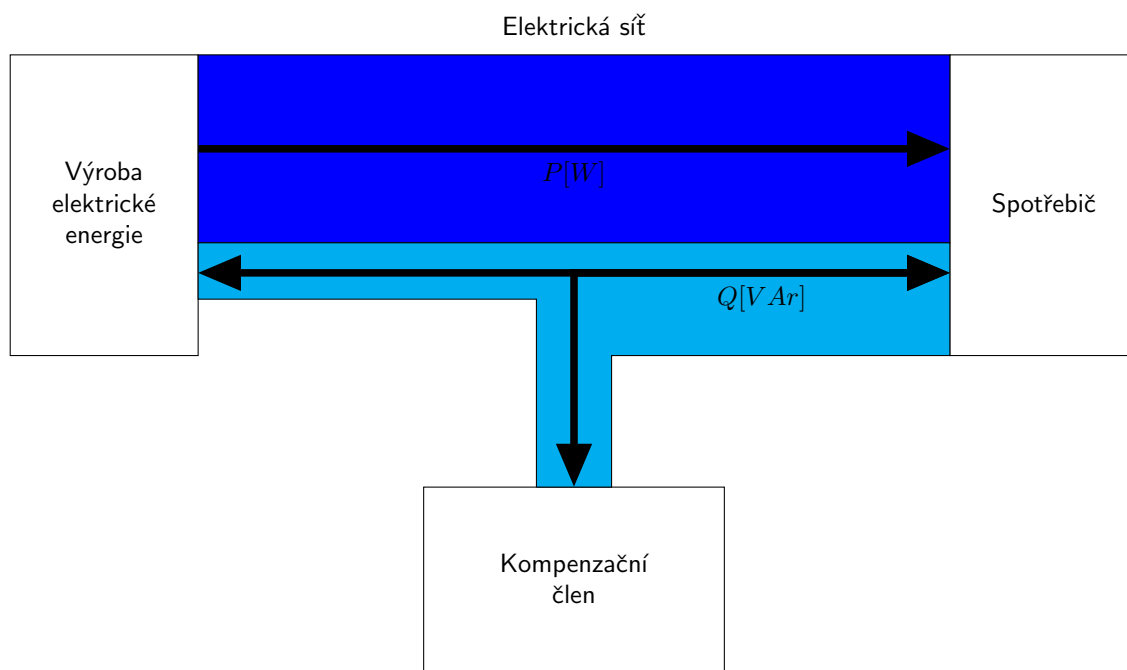 Elektrická síť
Výroba
elektrické
energie
P[W]
Spotřebič
Q[VAr]
Kompenzační
člen